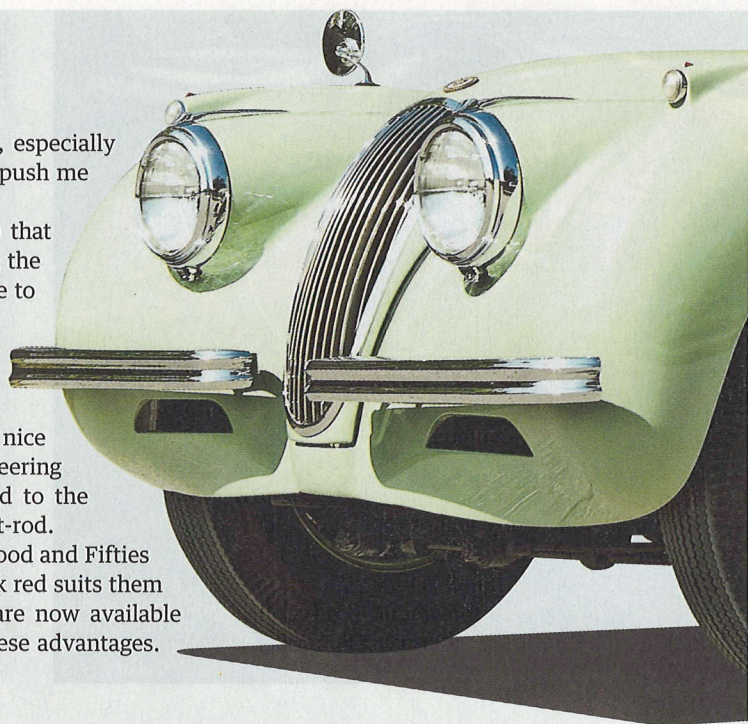 , especially
push me
that
the
e to
nice
eering
d to the
t-rod.
ood and Fifties
k red suits them
are now available
ese advantages.